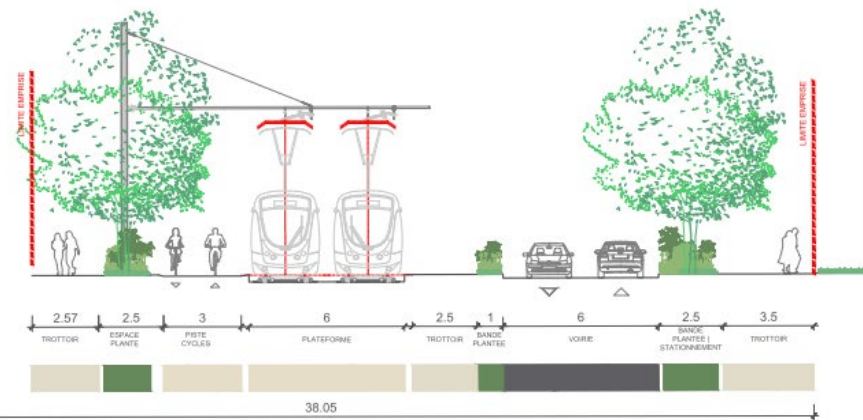 LIMITE EMPRISE
LIMITE EMPRISE
2.57
2.5
3
6
2.5
1
6
2.5
3.5
TROTTOIR
ESPACE
PLANTE
PISTE
CYCLES
PLATEFORME
TROTTOIR
BANDE
PLANTEE
VOIRIE
BANDE
PLANTEE |
STATIONNEMENT
TROTTOIR
38.05